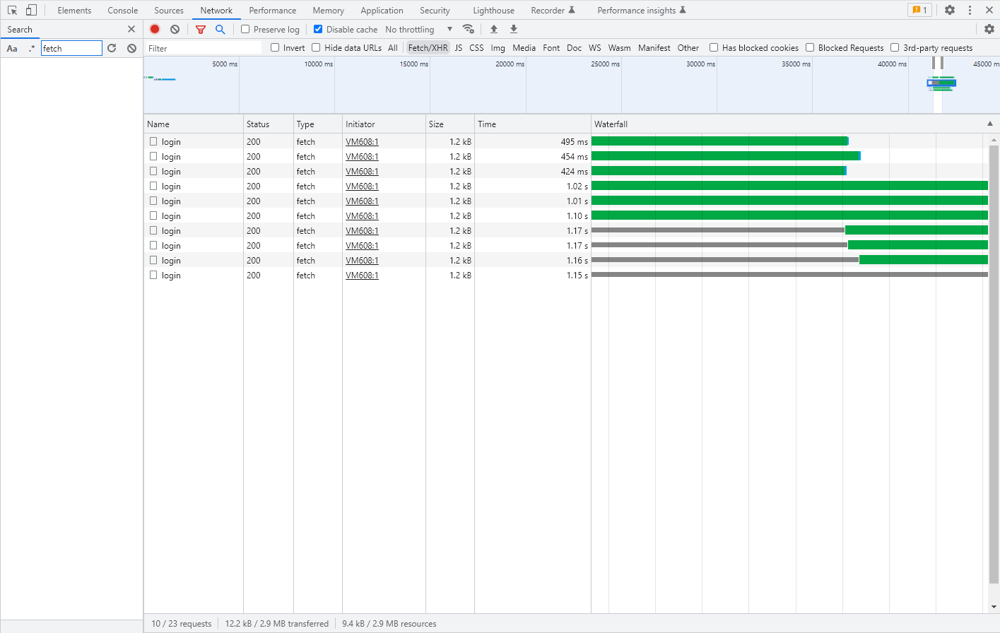 Elements Console Sources Network Performance Memory Application Security Lighthouse Recorder Performance insights 1
Search
Preserve log Disable cache No throttling
Aa .* fetch
Filter Invert Hide data URLs All Fetch/XHR JS CSS Img Media Font Doc WS Wasm Manifest Other Has blocked cookies Blocked Requests 3rd-party requests
5000 ms 10000 ms 15000 ms 20000 ms 25000 ms 30000 ms 35000 ms 40000 ms 45000 ms
Name Status Type Initiator Size Time Waterfall
login 200 fetch VM608:1 1.2 kB 495 ms
login 200 fetch VM608:1 1.2 kB 454 ms
login 200 fetch VM608:1 1.2 kB 424 ms
login 200 fetch VM608:1 1.2 kB 1.02 s
login 200 fetch VM608:1 1.2 kB 1.01 s
login 200 fetch VM608:1 1.2 kB 1.10 s
login 200 fetch VM608:1 1.2 kB 1.17 s
login 200 fetch VM608:1 1.2 kB 1.17 s
login 200 fetch VM608:1 1.2 kB 1.16 s
login 200 fetch VM608:1 1.2 kB 1.15 s
10 / 23 requests 12.2 kB / 2.9 MB transferred 9.4 kB / 2.9 MB resources